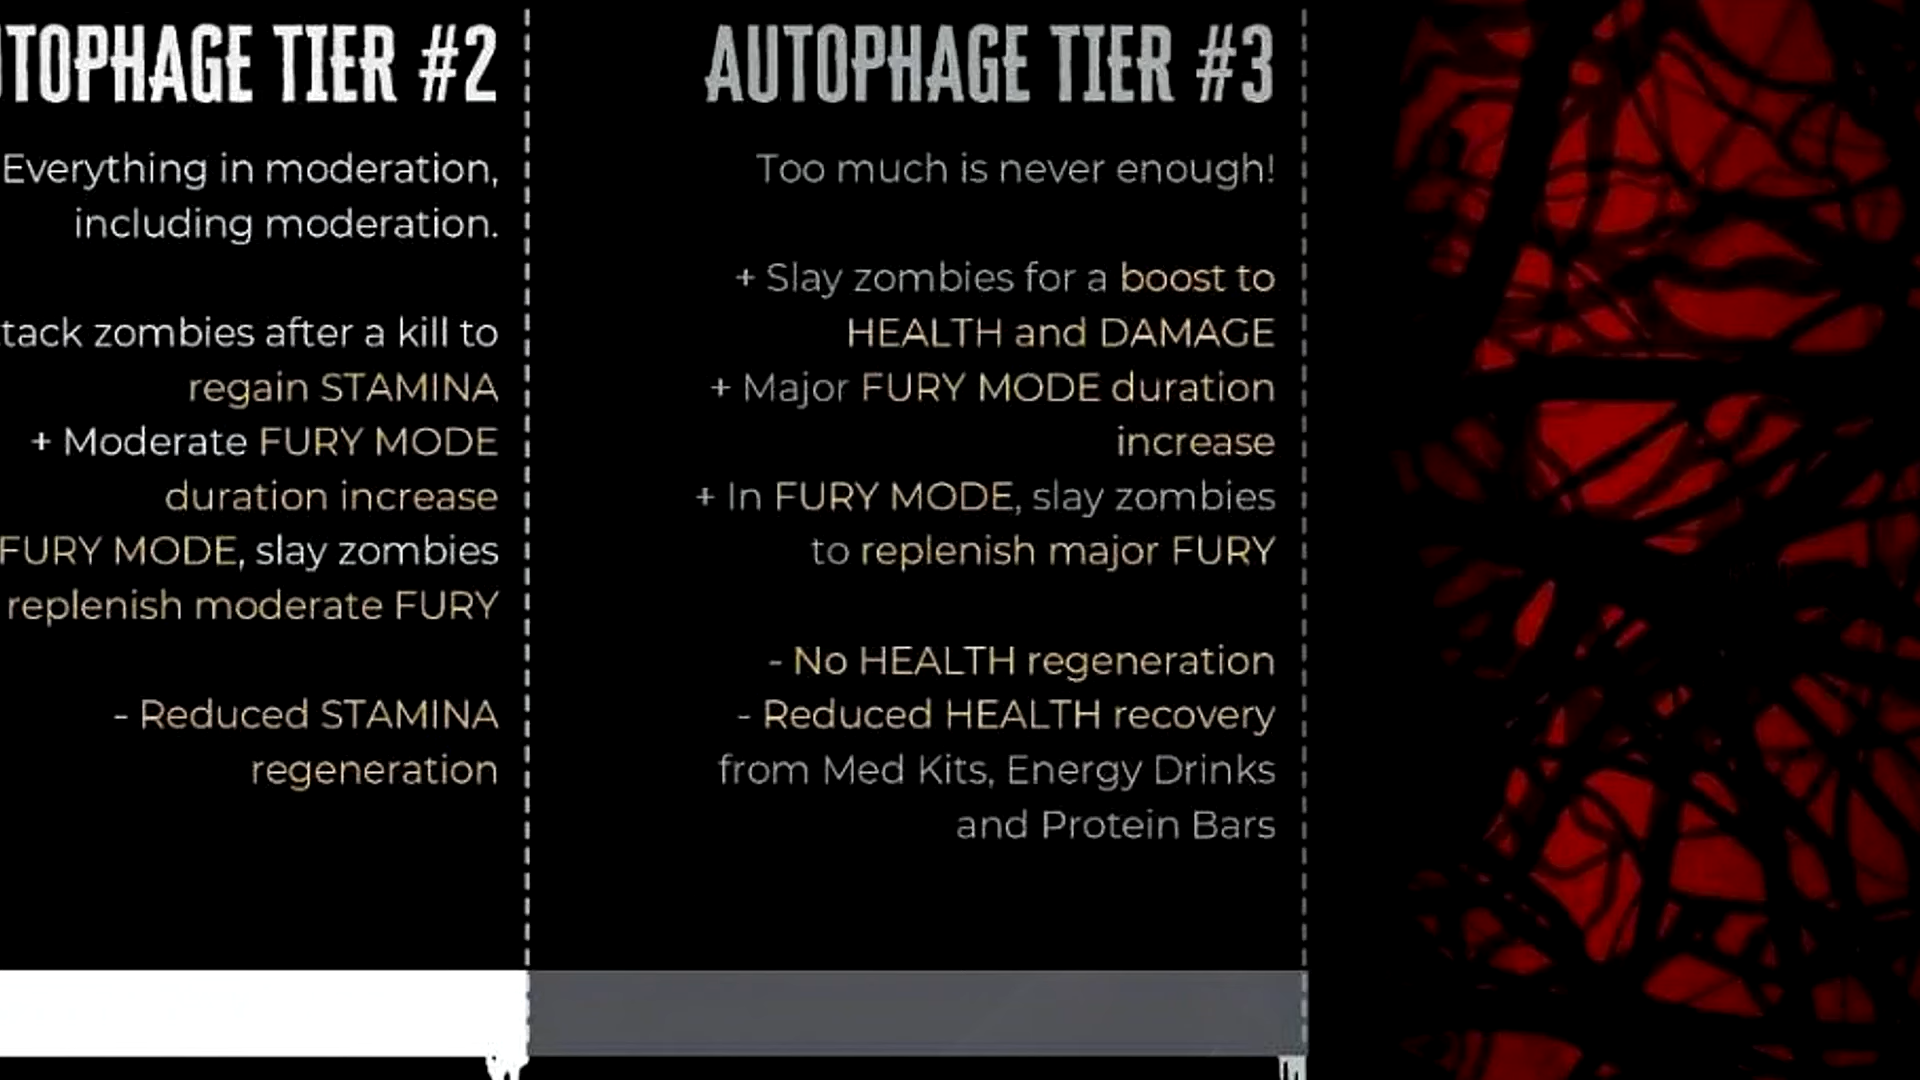 UTOPHAGE TIER #2
Everything in moderation,
including moderation.
tack zombies after a kill to
regain STAMINA
+ Moderate FURY MODE
duration increase
FURY MODE, slay zombies
replenish moderate FURY
- Reduced STAMINA
regeneration
AUTOPHAGE TIER #3
Too much is never enough!
+ Slay zombies for a boost to
HEALTH and DAMAGE
+ Major FURY MODE duration
increase
+ In FURY MODE, slay zombies
to replenish major FURY
- No HEALTH regeneration
- Reduced HEALTH recovery
from Med Kits, Energy Drinks
and Protein Bars